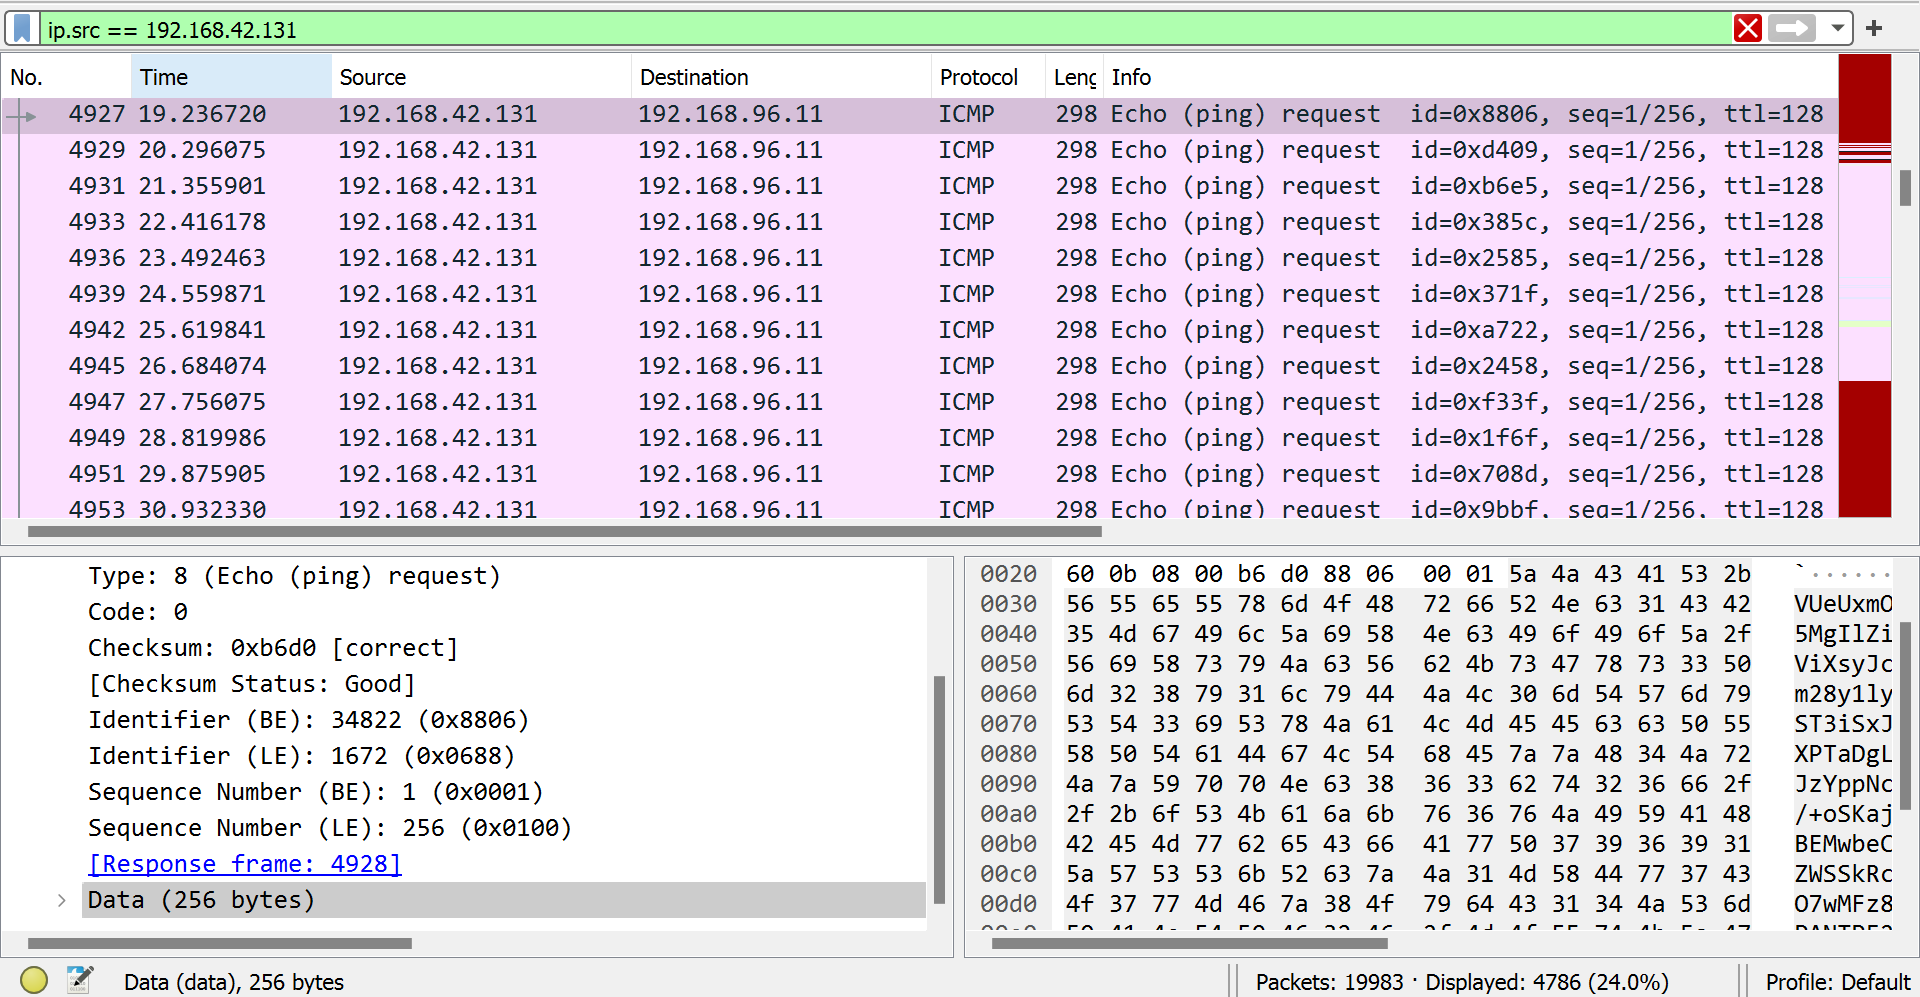 ip.src == 192.168.42.131
No. Time Source Destination Protocol Leng Info
4927 19.236720 192.168.42.131 192.168.96.11 ICMP 298 Echo (ping) request id=0x8806, seq=1/256, ttl=128
4929 20.296075 192.168.42.131 192.168.96.11 ICMP 298 Echo (ping) request id=0xd409, seq=1/256, ttl=128
4931 21.355901 192.168.42.131 192.168.96.11 ICMP 298 Echo (ping) request id=0xb6e5, seq=1/256, ttl=128
4933 22.416178 192.168.42.131 192.168.96.11 ICMP 298 Echo (ping) request id=0x385c, seq=1/256, ttl=128
4936 23.492463 192.168.42.131 192.168.96.11 ICMP 298 Echo (ping) request id=0x2585, seq=1/256, ttl=128
4939 24.559871 192.168.42.131 192.168.96.11 ICMP 298 Echo (ping) request id=0x371f, seq=1/256, ttl=128
4942 25.619841 192.168.42.131 192.168.96.11 ICMP 298 Echo (ping) request id=0xa722, seq=1/256, ttl=128
4945 26.684074 192.168.42.131 192.168.96.11 ICMP 298 Echo (ping) request id=0x2458, seq=1/256, ttl=128
4947 27.756075 192.168.42.131 192.168.96.11 ICMP 298 Echo (ping) request id=0xf33f, seq=1/256, ttl=128
4949 28.819986 192.168.42.131 192.168.96.11 ICMP 298 Echo (ping) request id=0x1f6f, seq=1/256, ttl=128
4951 29.875905 192.168.42.131 192.168.96.11 ICMP 298 Echo (ping) request id=0x708d, seq=1/256, ttl=128
4953 30.932330 192.168.42.131 192.168.96.11 ICMP 298 Echo (ping) request id=0x9bbf, seq=1/256, ttl=128
Type: 8 (Echo (ping) request)
Code: 0
Checksum: 0xb6d0 [correct]
[Checksum Status: Good]
Identifier (BE): 34822 (0x8806)
Identifier (LE): 1672 (0x0688)
Sequence Number (BE): 1 (0x0001)
Sequence Number (LE): 256 (0x0100)
[Response frame: 4928]
Data (256 bytes)
0020 60 0b 08 00 b6 d0 88 06 00 01 5a 4a 43 41 53 2b `······
0030 56 55 65 55 78 6d 4f 48 72 66 52 4e 63 31 43 42 VUeUxmO
0040 35 4d 67 49 6c 5a 69 58 4e 63 49 6f 49 6f 5a 2f 5MgIlZi
0050 56 69 58 73 79 4a 63 56 62 4b 73 47 78 73 33 50 ViXsyJc
0060 6d 32 38 79 31 6c 79 44 4a 4c 30 6d 54 57 6d 79 m28y1ly
0070 53 54 33 69 53 78 4a 61 4c 4d 45 45 63 63 50 55 ST3iSxJ
0080 58 50 54 61 44 67 4c 54 68 45 7a 7a 48 34 4a 72 XPTaDgL
0090 4a 7a 59 70 70 4e 63 38 36 33 62 74 32 36 66 2f JzYppNc
00a0 2f 2b 6f 53 4b 61 6a 6b 76 36 76 4a 49 59 41 48 /+oSKaj
00b0 42 45 4d 77 62 65 43 66 41 77 50 37 39 36 39 31 BEMwbeC
00c0 5a 57 53 53 6b 52 63 7a 4a 31 4d 58 44 77 37 43 ZWSSkRc
00d0 4f 37 77 4d 46 7a 38 4f 79 64 43 31 34 4a 53 6d O7wMFz8
Data (data), 256 bytes
Packets: 19983 · Displayed: 4786 (24.0%)
Profile: Default